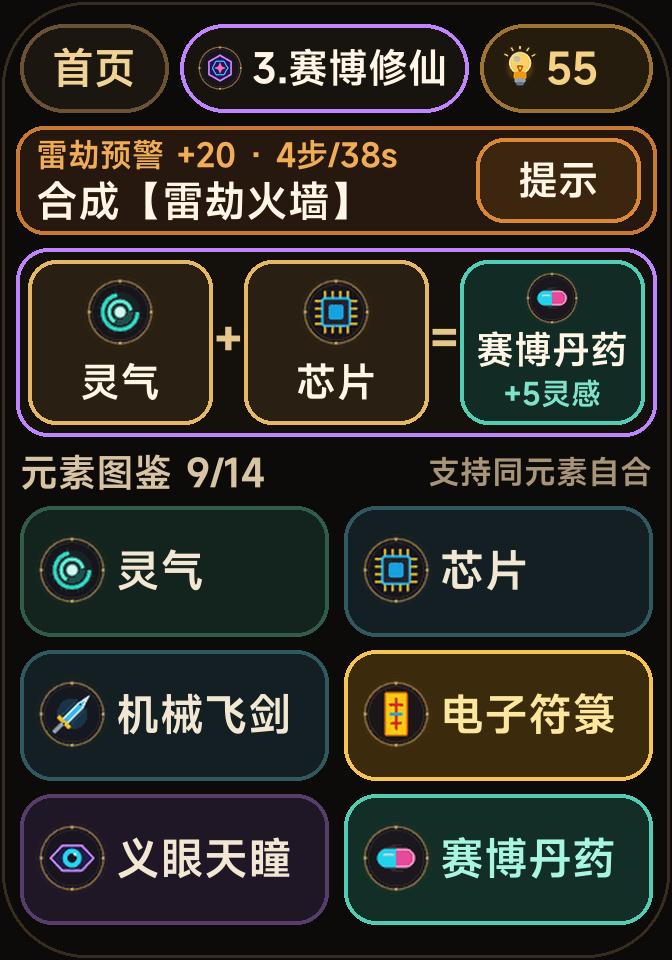 首页
3.赛博修仙
55
雷劫预警 +20 · 4步/38s
合成【雷劫火墙】
提示
灵气
+
芯片
=
赛博丹药
+5灵感
元素图鉴 9/14
支持同元素自合
灵气
芯片
机械飞剑
电子符箓
义眼天瞳
赛博丹药